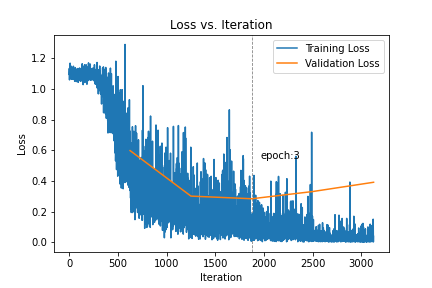 Loss vs. Iteration
Training Loss
Validation Loss
epoch:3
Loss
1.2
1.0
0.8
0.6
0.4
0.2
0.0
0
500
1000
1500
2000
2500
3000
Iteration